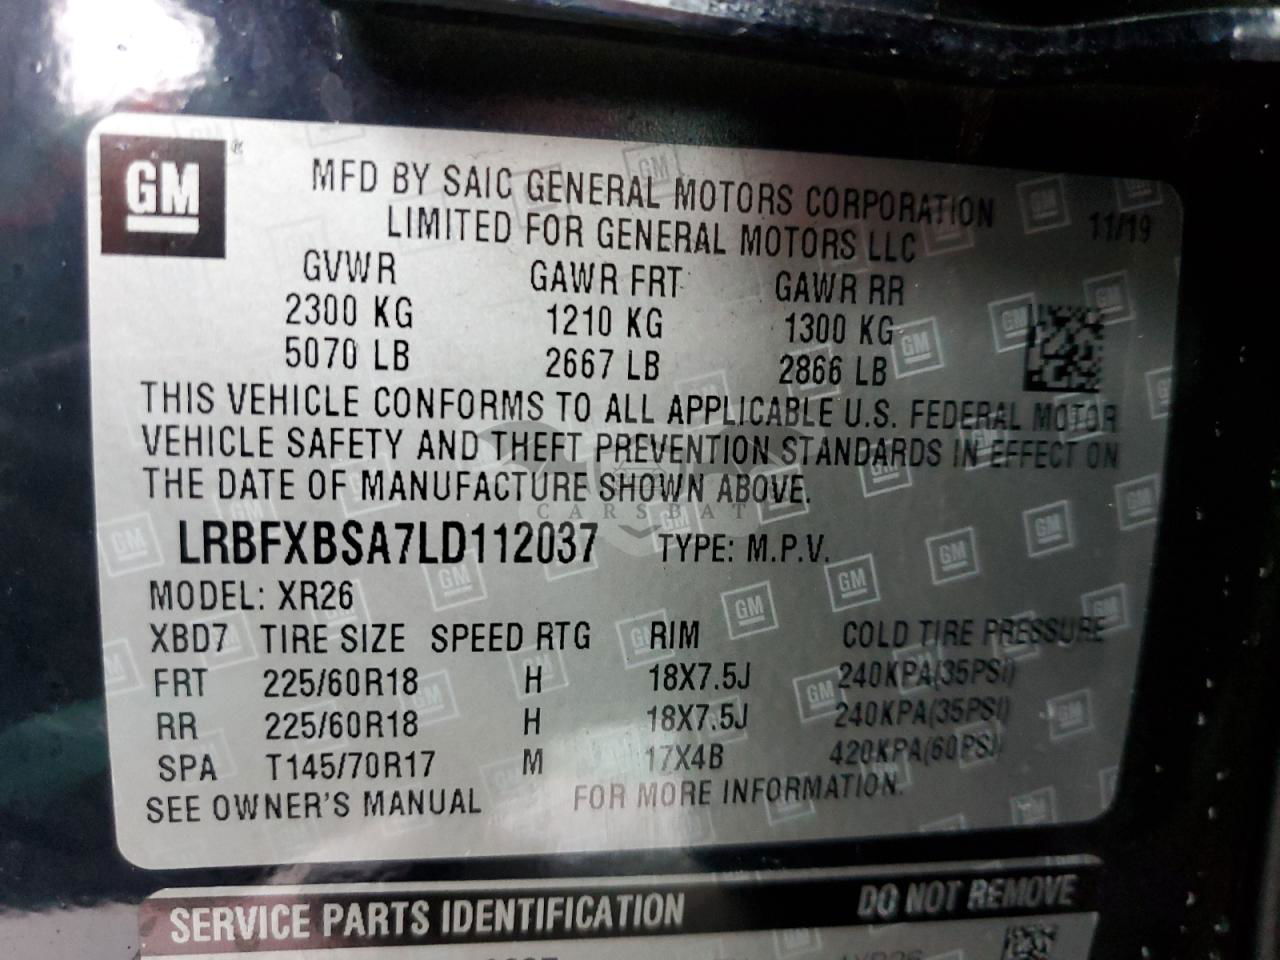 GM ®
MFD BY SAIC GENERAL MOTORS CORPORATION
LIMITED FOR GENERAL MOTORS LLC 11/19
GVWR GAWR FRT GAWR RR
2300 KG 1210 KG 1300 KG
5070 LB 2667 LB 2866 LB
THIS VEHICLE CONFORMS TO ALL APPLICABLE U.S. FEDERAL MOTOR
VEHICLE SAFETY AND THEFT PREVENTION STANDARDS IN EFFECT ON
THE DATE OF MANUFACTURE SHOWN ABOVE.
CARSBAT
LRBFXBSA7LD112037 TYPE: M.P.V.
MODEL: XR26
XBD7 TIRE SIZE SPEED RTG RIM COLD TIRE PRESSURE
FRT 225/60R18 H 18X7.5J 240KPA(35PSI)
RR 225/60R18 H 18X7.5J 240KPA(35PSI)
SPA T145/70R17 M 17X4B 420KPA(60PSI)
SEE OWNER'S MANUAL FOR MORE INFORMATION.
SERVICE PARTS IDENTIFICATION DO NOT REMOVE